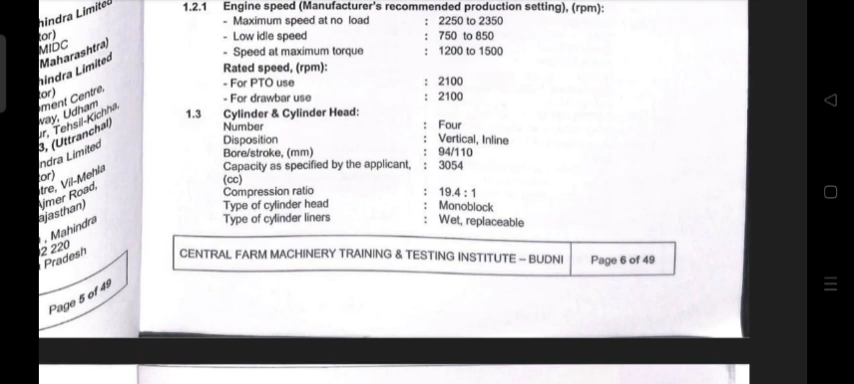 hindra Limited
tor)
MIDC
Maharashtra)
hindra Limited
tor)
ment Centre,
way, Udham
ur, Tehsil-Kichha,
3, (Uttranchal)
ndra Limited
tor)
tre, Vil-Mehla
Ajmer Road,
ajasthan)
, Mahindra
2 220
Pradesh
Page 5 of 49
1.2.1 Engine speed (Manufacturer's recommended production setting), (rpm):
- Maximum speed at no load : 2250 to 2350
- Low idle speed : 750 to 850
- Speed at maximum torque : 1200 to 1500
Rated speed, (rpm):
- For PTO use : 2100
- For drawbar use : 2100
1.3 Cylinder & Cylinder Head:
Number : Four
Disposition : Vertical, Inline
Bore/stroke, (mm) : 94/110
Capacity as specified by the applicant, : 3054
(cc)
Compression ratio : 19.4 : 1
Type of cylinder head : Monoblock
Type of cylinder liners : Wet, replaceable
CENTRAL FARM MACHINERY TRAINING & TESTING INSTITUTE – BUDNI Page 6 of 49